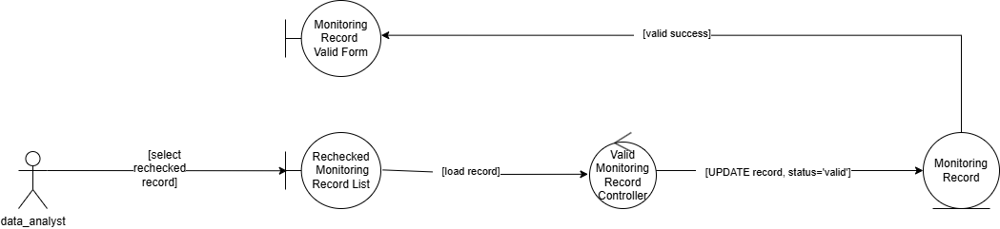 Monitoring
Record
Valid Form
[valid success]
[select
rechecked
record]
Rechecked
Monitoring
Record List
[load record]
Valid
Monitoring
Record
Controller
[UPDATE record, status='valid']
Monitoring
Record
data_analyst